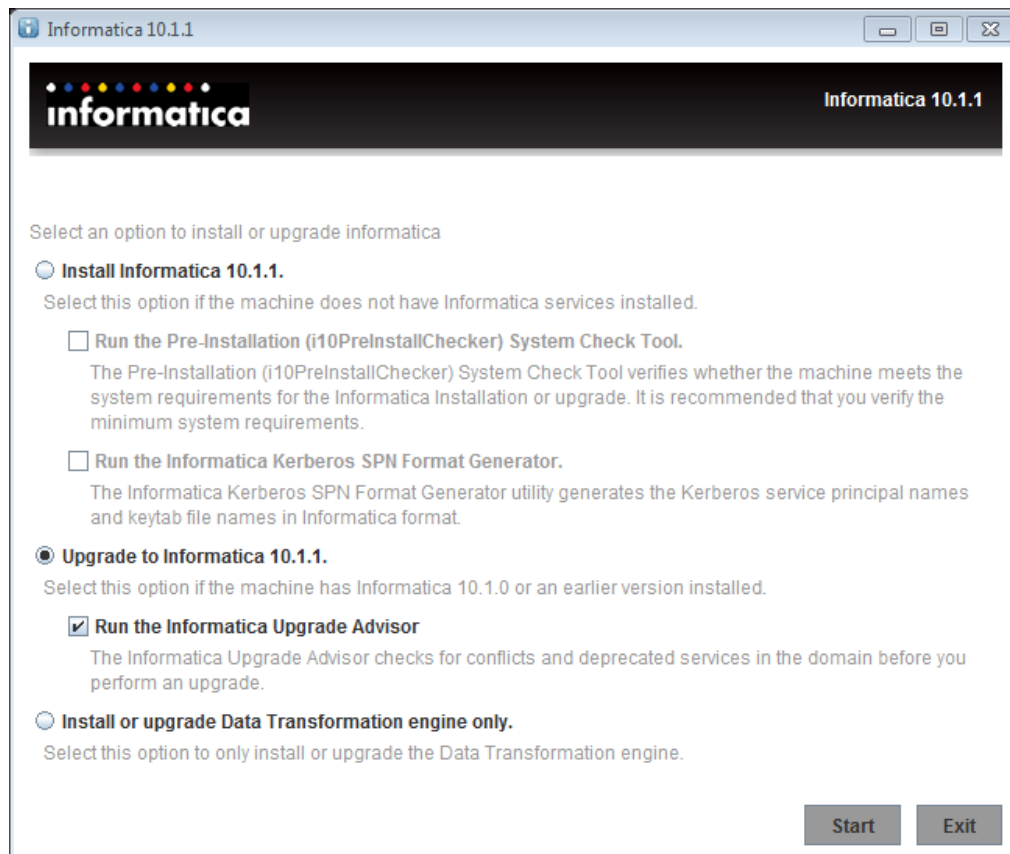 Informatica 10.1.1
informatica
Informatica 10.1.1
Select an option to install or upgrade informatica
Install Informatica 10.1.1.
Select this option if the machine does not have Informatica services installed.
Run the Pre-Installation (i10PreInstallChecker) System Check Tool.
The Pre-Installation (i10PreInstallChecker) System Check Tool verifies whether the machine meets the
system requirements for the Informatica Installation or upgrade. It is recommended that you verify the
minimum system requirements.
Run the Informatica Kerberos SPN Format Generator.
The Informatica Kerberos SPN Format Generator utility generates the Kerberos service principal names
and keytab file names in Informatica format.
Upgrade to Informatica 10.1.1.
Select this option if the machine has Informatica 10.1.0 or an earlier version installed.
Run the Informatica Upgrade Advisor
The Informatica Upgrade Advisor checks for conflicts and deprecated services in the domain before you
perform an upgrade.
Install or upgrade Data Transformation engine only.
Select this option to only install or upgrade the Data Transformation engine.
Start Exit